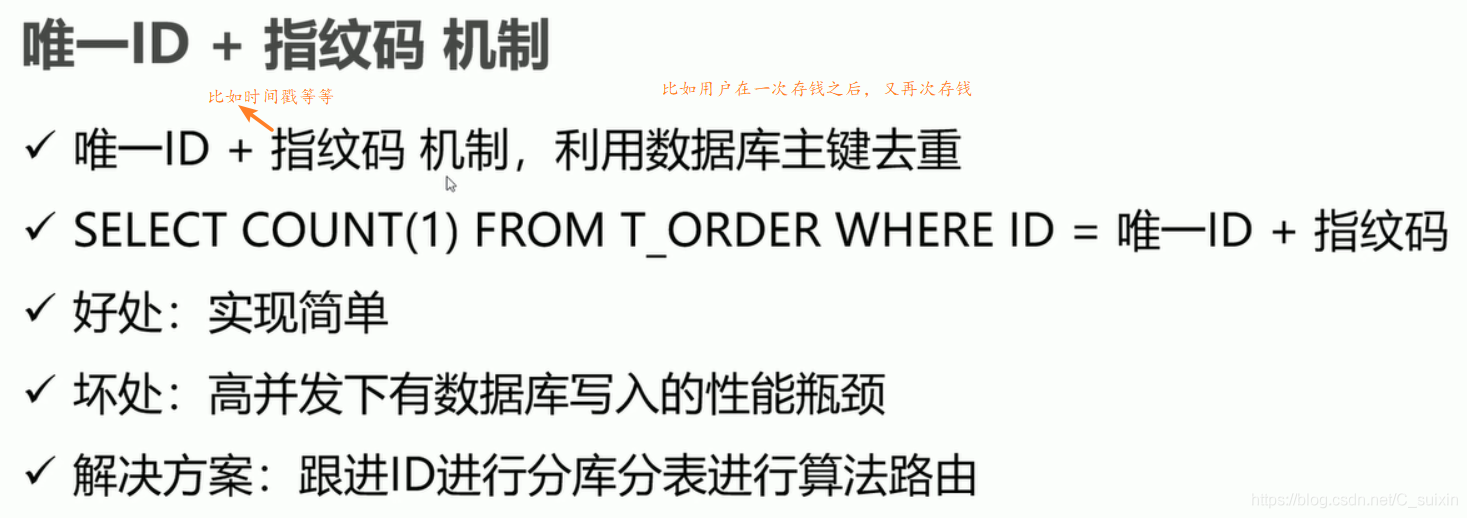 唯一ID + 指纹码 机制
比如时间戳等等
比如用户在一次存钱之后，又再次存钱
✓ 唯一ID + 指纹码 机制，利用数据库主键去重
✓ SELECT COUNT(1) FROM T_ORDER WHERE ID = 唯一ID + 指纹码
✓ 好处：实现简单
✓ 坏处：高并发下有数据库写入的性能瓶颈
✓ 解决方案：跟进ID进行分库分表进行算法路由
https://blog.csdn.net/C_suixin